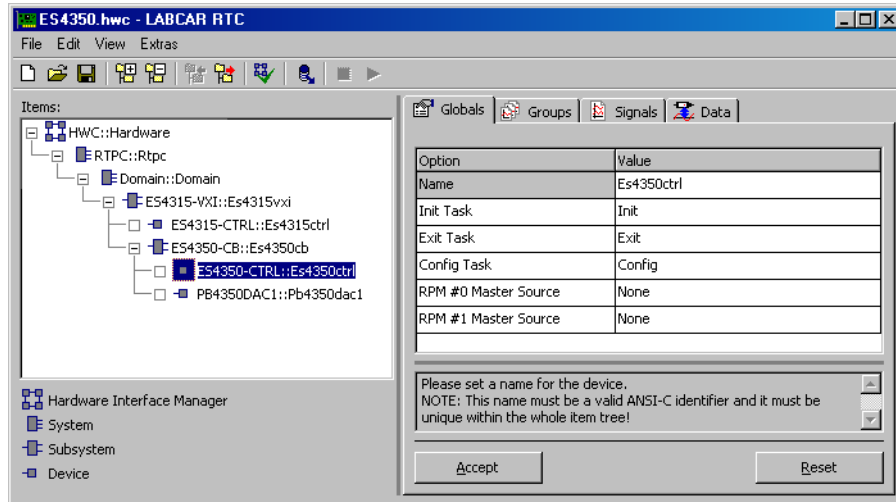 ES4350.hwc - LABCAR RTC
File Edit View Extras
Items:
HWC::Hardware
RTPC::Rtpc
Domain::Domain
ES4315-VXI::Es4315vxi
ES4315-CTRL::Es4315ctrl
ES4350-CB::Es4350cb
ES4350-CTRL::Es4350ctrl
PB4350DAC1::Pb4350dac1
Hardware Interface Manager
System
Subsystem
Device
Globals Groups Signals Data
Option Value
Name Es4350ctrl
Init Task Init
Exit Task Exit
Config Task Config
RPM #0 Master Source None
RPM #1 Master Source None
Please set a name for the device.
NOTE: This name must be a valid ANSI-C identifier and it must be
unique within the whole item tree!
Accept Reset